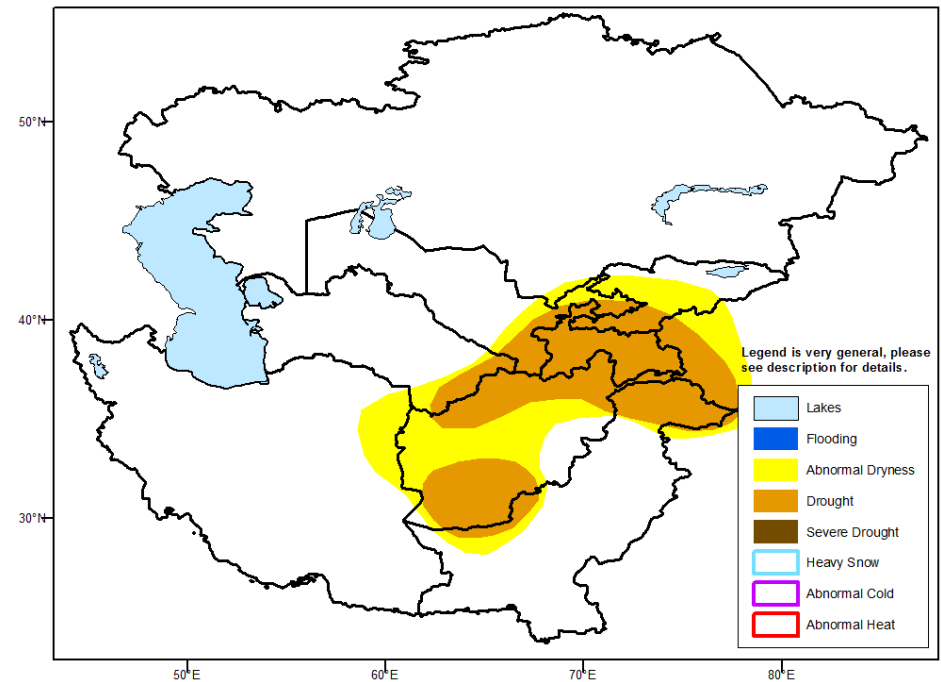 50°N
40°N
30°N
Legend is very general, please
see description for details.
Lakes
Flooding
Abnormal Dryness
Drought
Severe Drought
Heavy Snow
Abnormal Cold
Abnormal Heat
50°E
60°E
70°E
80°E